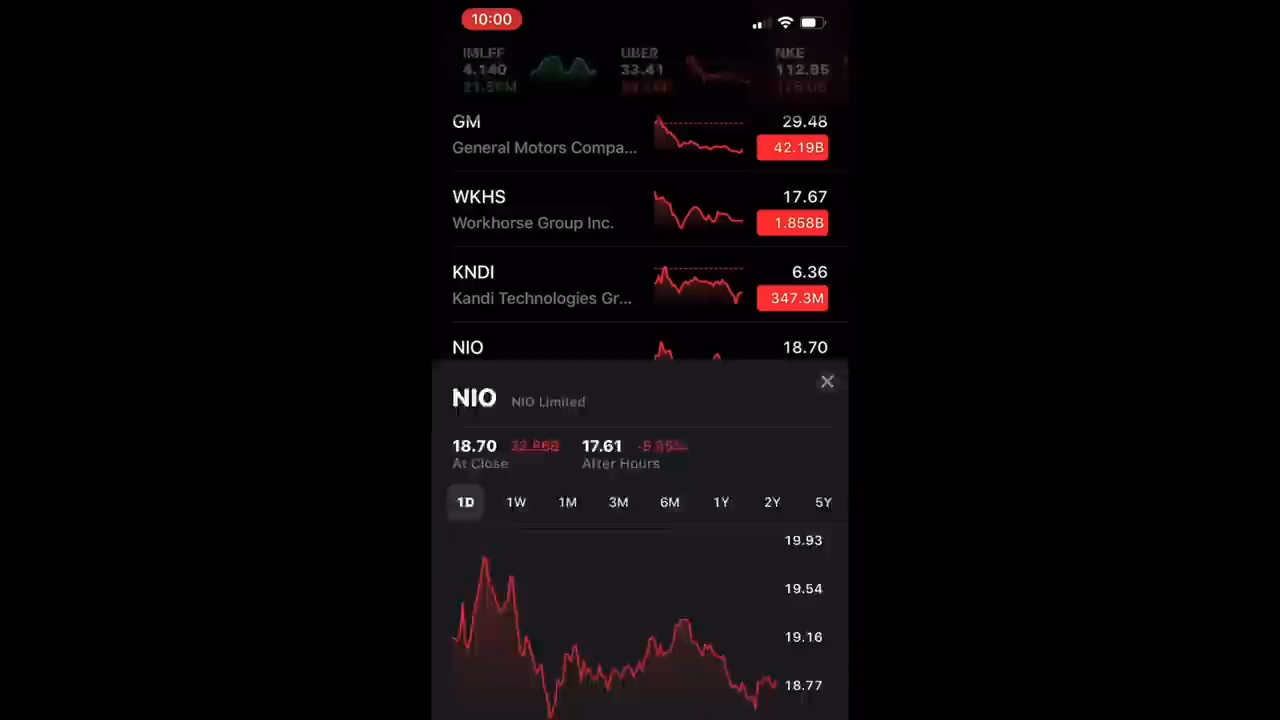 10:00
IMLFF
UBER
NKE
4.140
33.41
112.85
21.56M
GM
29.48
General Motors Compa...
42.19B
WKHS
17.67
Workhorse Group Inc.
1.858B
KNDI
6.36
Kandi Technologies Gr...
347.3M
NIO
18.70
NIO NIO Limited
18.70
17.61
At Close
After Hours
1D 1W 1M 3M 6M 1Y 2Y 5Y
19.93
19.54
19.16
18.77